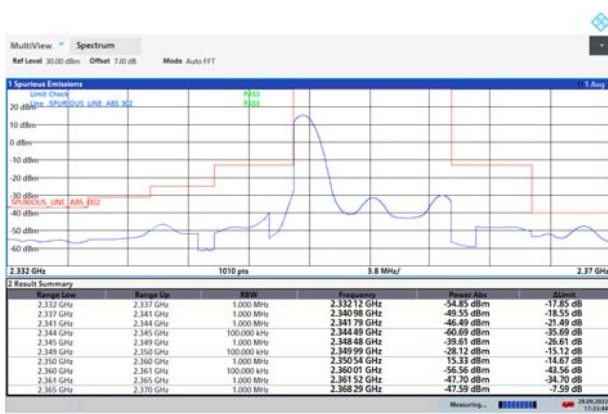 MultiView Spectrum
Ref Level 30.00 dBm Offset 7.00 dB Mode Auto FFT
1 Spurious Emissions 1 Avg
Limit Check PASS
Line _SPURIOUS_LINE_ABS_002 PASS
20 dBm
10 dBm
0 dBm
-10 dBm
-20 dBm
-30 dBm
_SPURIOUS_LINE_ABS_002
-40 dBm
-50 dBm
-60 dBm
2.332 GHz 1010 pts 3.8 MHz/ 2.37 GHz
2 Result Summary
Range Low Range Up RBW Frequency Power Abs ΔLimit
2.332 GHz 2.337 GHz 1.000 MHz 2.33212 GHz -54.85 dBm -17.85 dB
2.337 GHz 2.341 GHz 1.000 MHz 2.34098 GHz -49.55 dBm -18.55 dB
2.341 GHz 2.344 GHz 1.000 MHz 2.34179 GHz -46.49 dBm -21.49 dB
2.344 GHz 2.345 GHz 100.000 kHz 2.34449 GHz -60.69 dBm -35.69 dB
2.345 GHz 2.349 GHz 1.000 MHz 2.34848 GHz -39.61 dBm -26.61 dB
2.349 GHz 2.350 GHz 100.000 kHz 2.34999 GHz -28.12 dBm -15.12 dB
2.350 GHz 2.360 GHz 1.000 MHz 2.35054 GHz 15.33 dBm -14.67 dB
2.360 GHz 2.361 GHz 100.000 kHz 2.36001 GHz -56.56 dBm -43.56 dB
2.361 GHz 2.365 GHz 1.000 MHz 2.36152 GHz -47.70 dBm -34.70 dB
2.365 GHz 2.370 GHz 1.000 MHz 2.36829 GHz -47.59 dBm -7.59 dB
Measuring... 28.09.2022